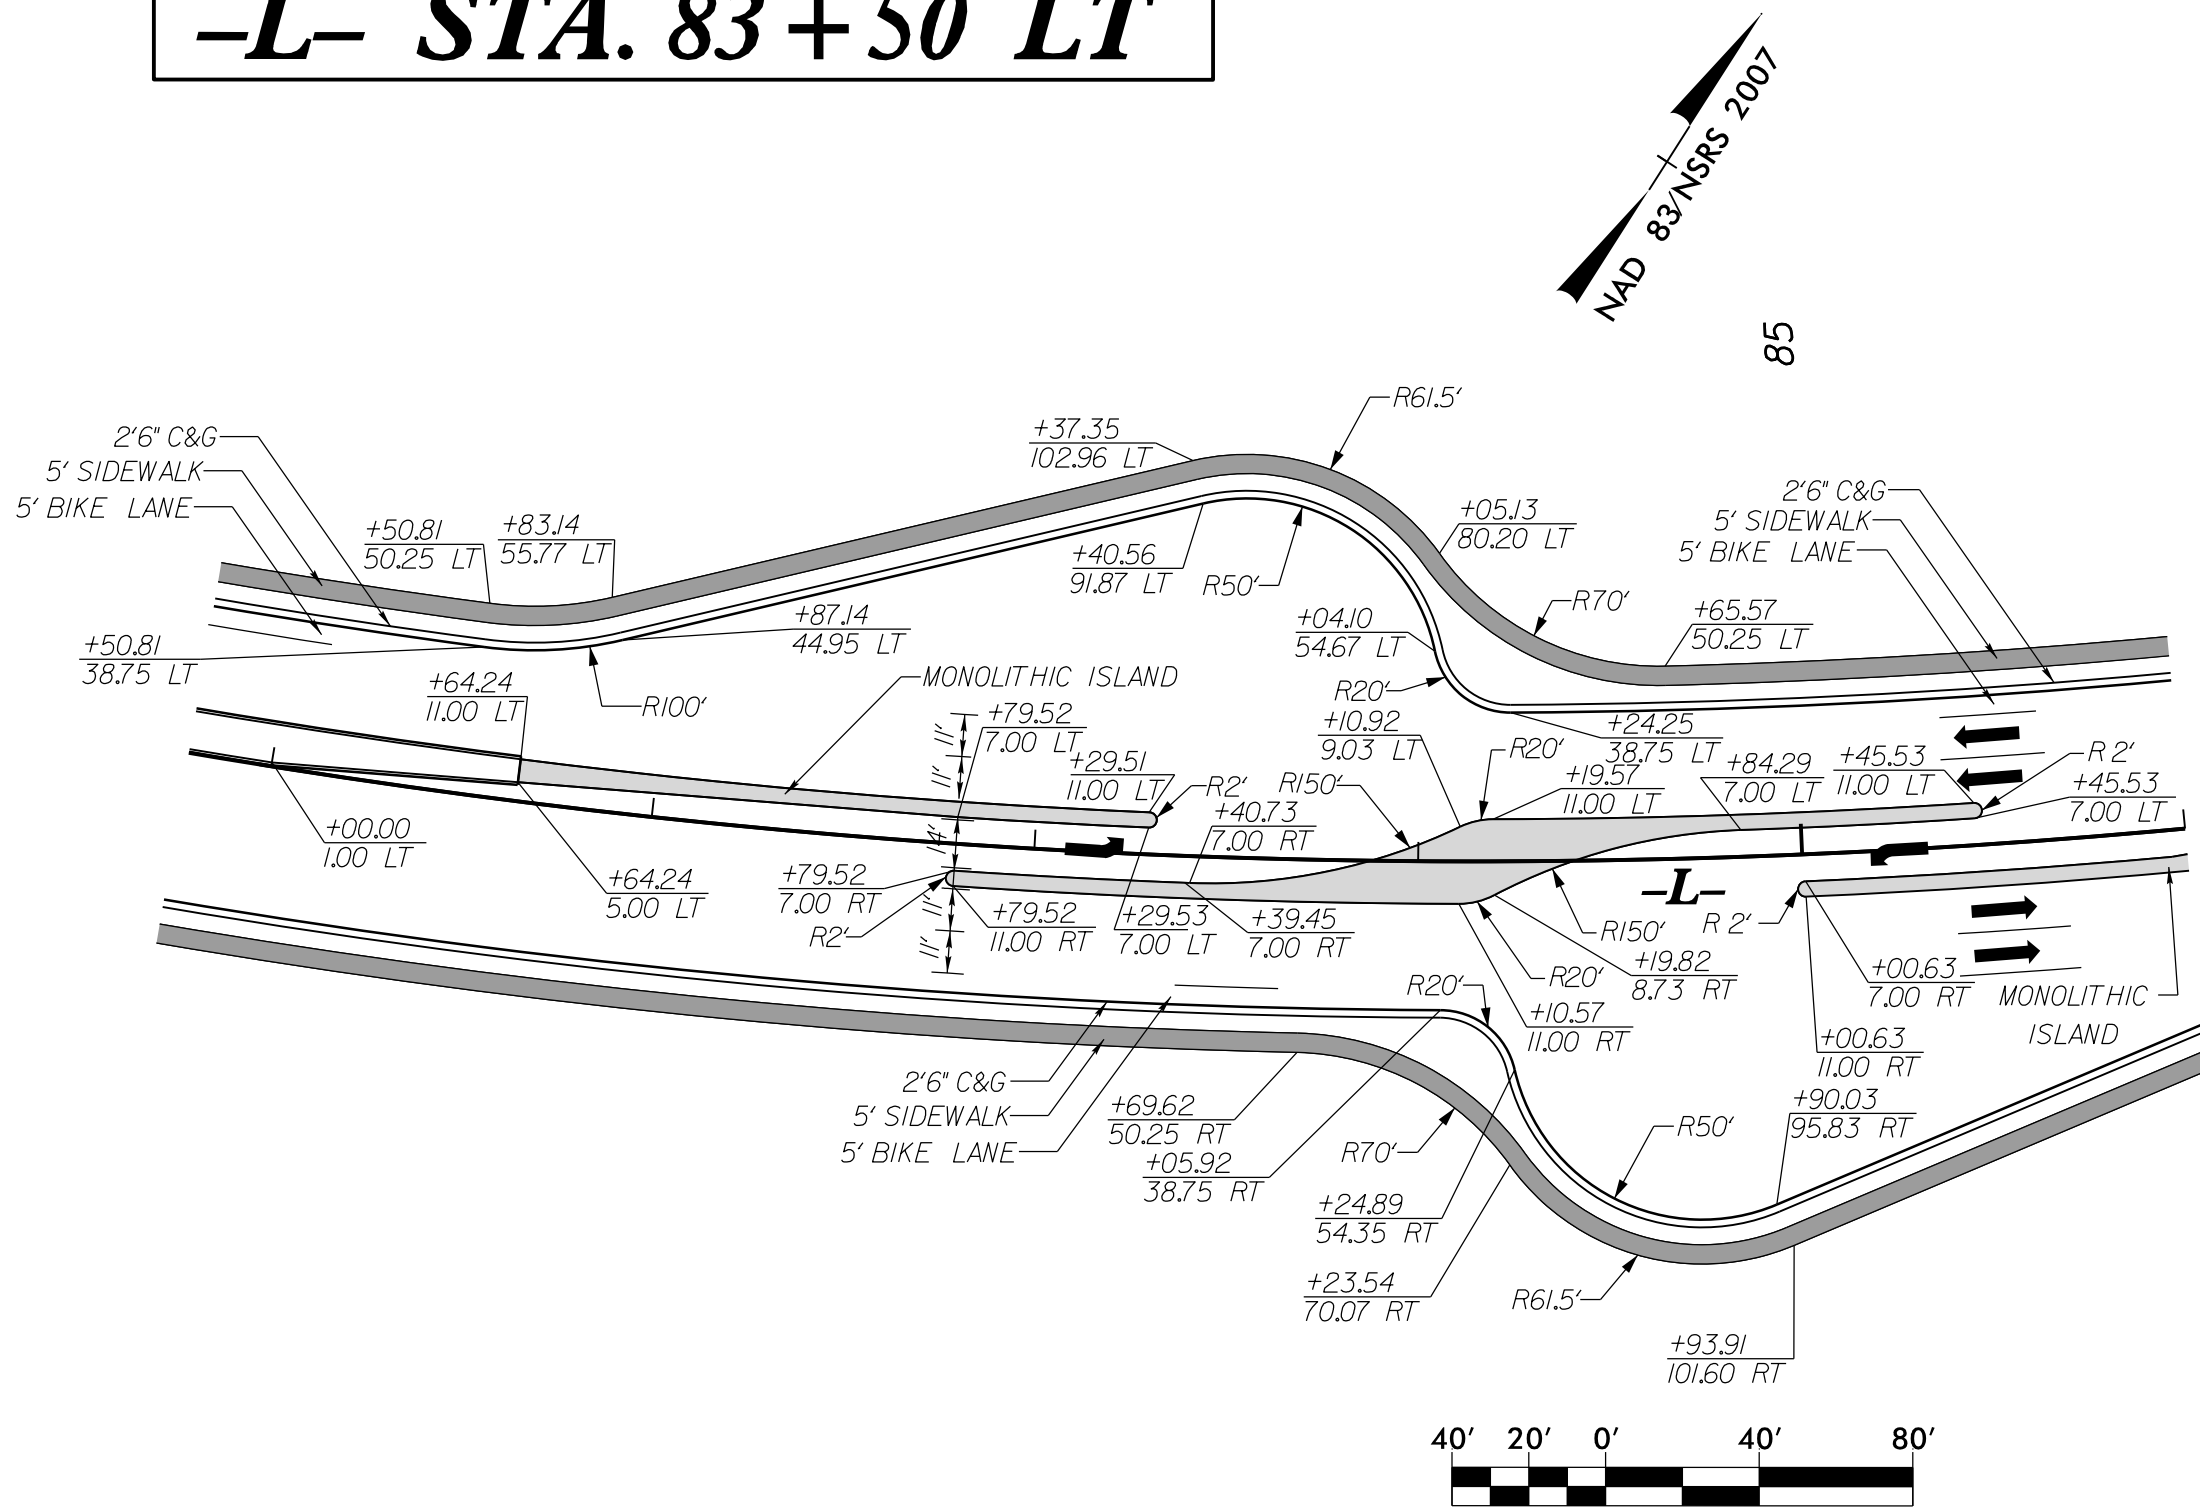 -L- STA. 83+50 LT
NAD 83/NSRS 2007
85
R61.5'
+37.35
102.96 LT
2'6" C&G
5' SIDEWALK
5' BIKE LANE
+50.81
50.25 LT
+83.14
55.77 LT
+05.13
80.20 LT
2'6" C&G
5' SIDEWALK
5' BIKE LANE
+40.56
91.87 LT
R50'
R70'
+87.14
44.95 LT
+04.10
54.67 LT
+65.57
50.25 LT
+50.81
38.75 LT
+64.24
11.00 LT
R100'
MONOLITHIC ISLAND
R20'
+79.52
7.00 LT
11'
11'
+10.92
9.03 LT
+24.25
38.75 LT
R20'
+29.51
11.00 LT
R2'
R150'
+19.57
11.00 LT
+84.29
7.00 LT
+45.53
11.00 LT
R 2'
+45.53
7.00 LT
+00.00
1.00 LT
+40.73
7.00 RT
14'
+64.24
5.00 LT
+79.52
7.00 RT
R2'
+79.52
11.00 RT
11'
11'
+29.53
7.00 LT
+39.45
7.00 RT
-L-
R 2'
R150'
R20'
+19.82
8.73 RT
+00.63
7.00 RT
MONOLITHIC
ISLAND
R20'
+10.57
11.00 RT
+00.63
11.00 RT
2'6" C&G
5' SIDEWALK
5' BIKE LANE
+69.62
50.25 RT
+05.92
38.75 RT
R70'
R50'
+90.03
95.83 RT
+24.89
54.35 RT
+23.54
70.07 RT
R61.5'
+93.91
101.60 RT
40' 20' 0' 40' 80'